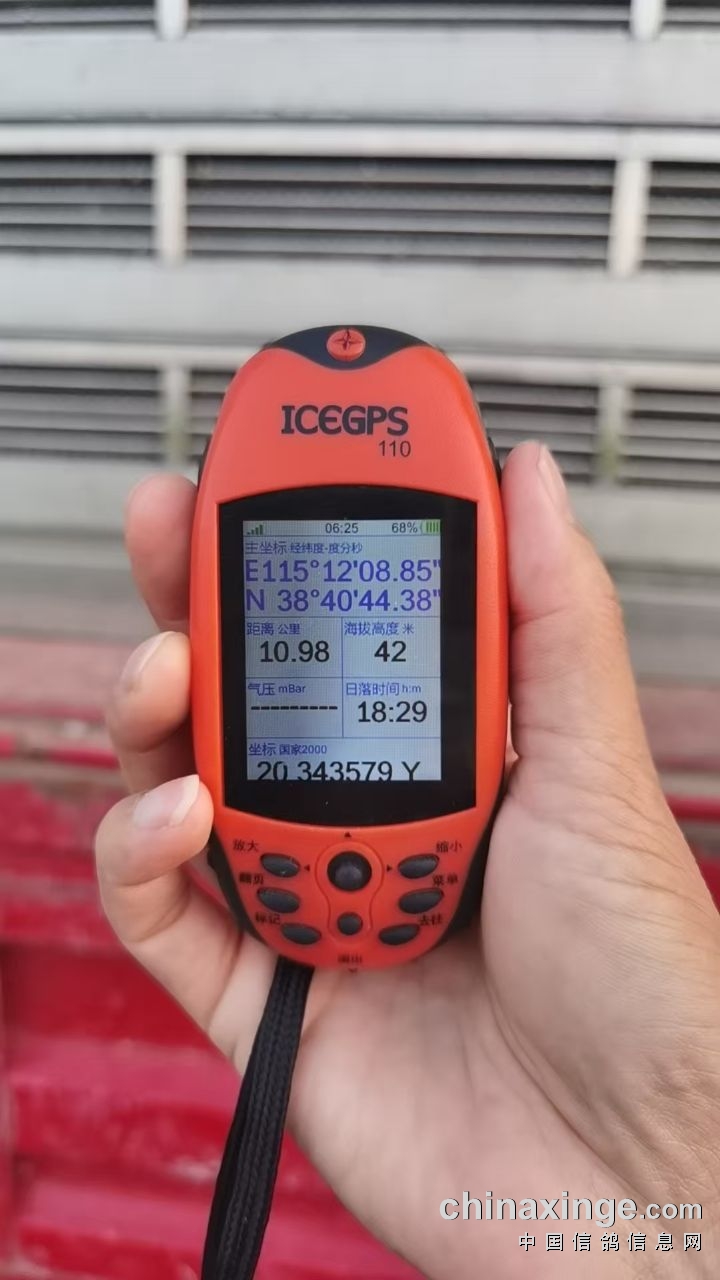 ICEGPS
110
06:25 68%
主坐标 经纬度-度分秒
E115°12'08.85"
N 38°40'44.38"
距离 公里 海拔高度 米
10.98 42
气压 mBar 日落时间 h:m
--------- 18:29
坐标 国家2000
20 343579 Y
放大 缩小
翻页 菜单
标记 去往
退出
chinaxinge.com
中国信鸽信息网